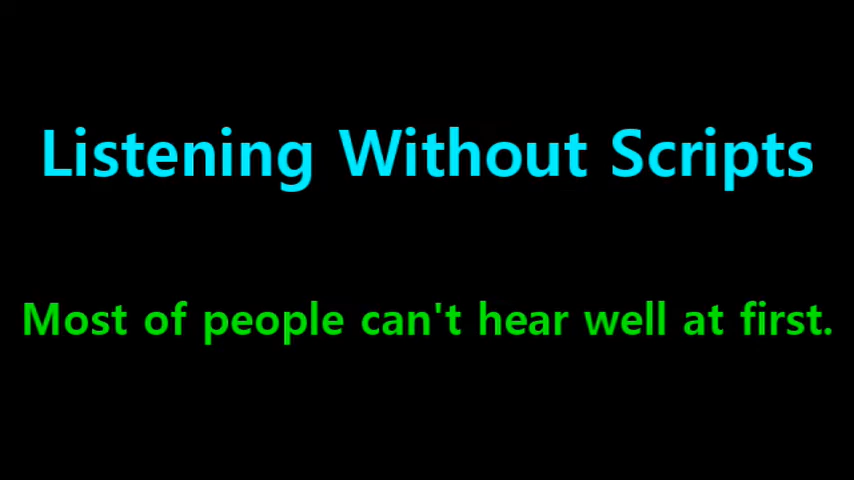 Listening Without Scripts
Most of people can't hear well at first.